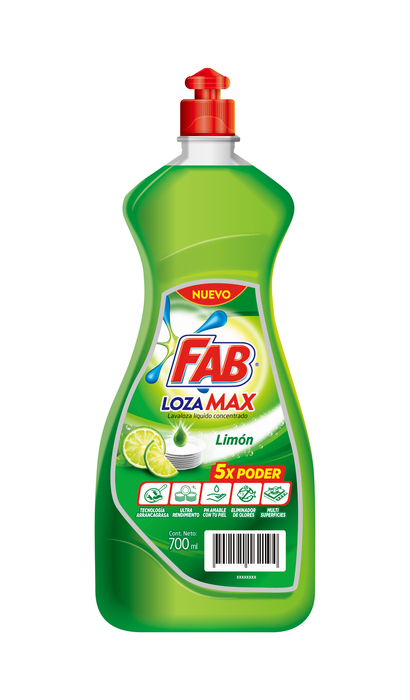 NUEVO
FAB
LOZA MAX
Lavaloza líquido concentrado
Limón
5X PODER
TECNOLOGÍA
ARRANCAGRASA
ULTRA
RENDIMIENTO
PH AMABLE
CON TU PIEL
ELIMINADOR
DE OLORES
MULTI
SUPERFICIES
Cont. Neto:
700 ml
xxxxxxxx